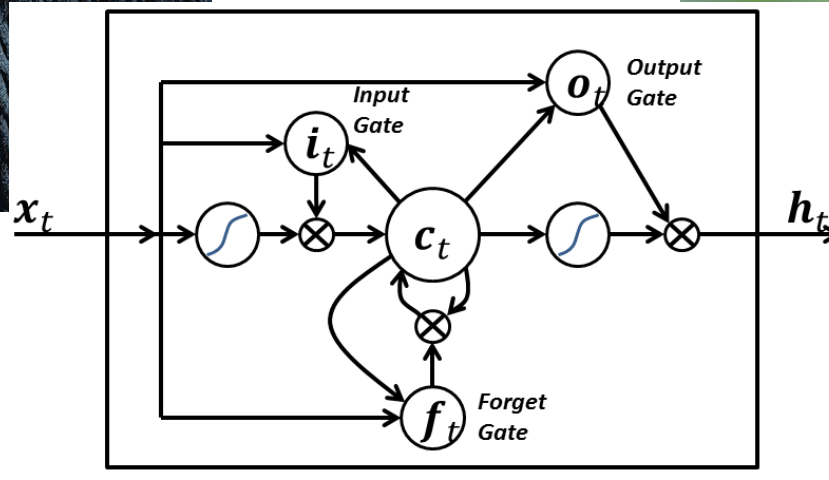 Output
Gate
o_t
Input
Gate
i_t
x_t
c_t
h_t
f_t
Forget
Gate